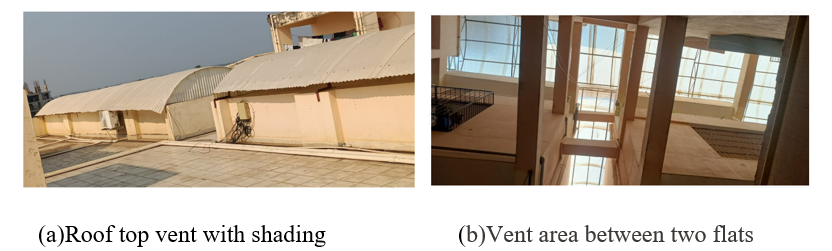 (a)Roof top vent with shading
(b)Vent area between two flats